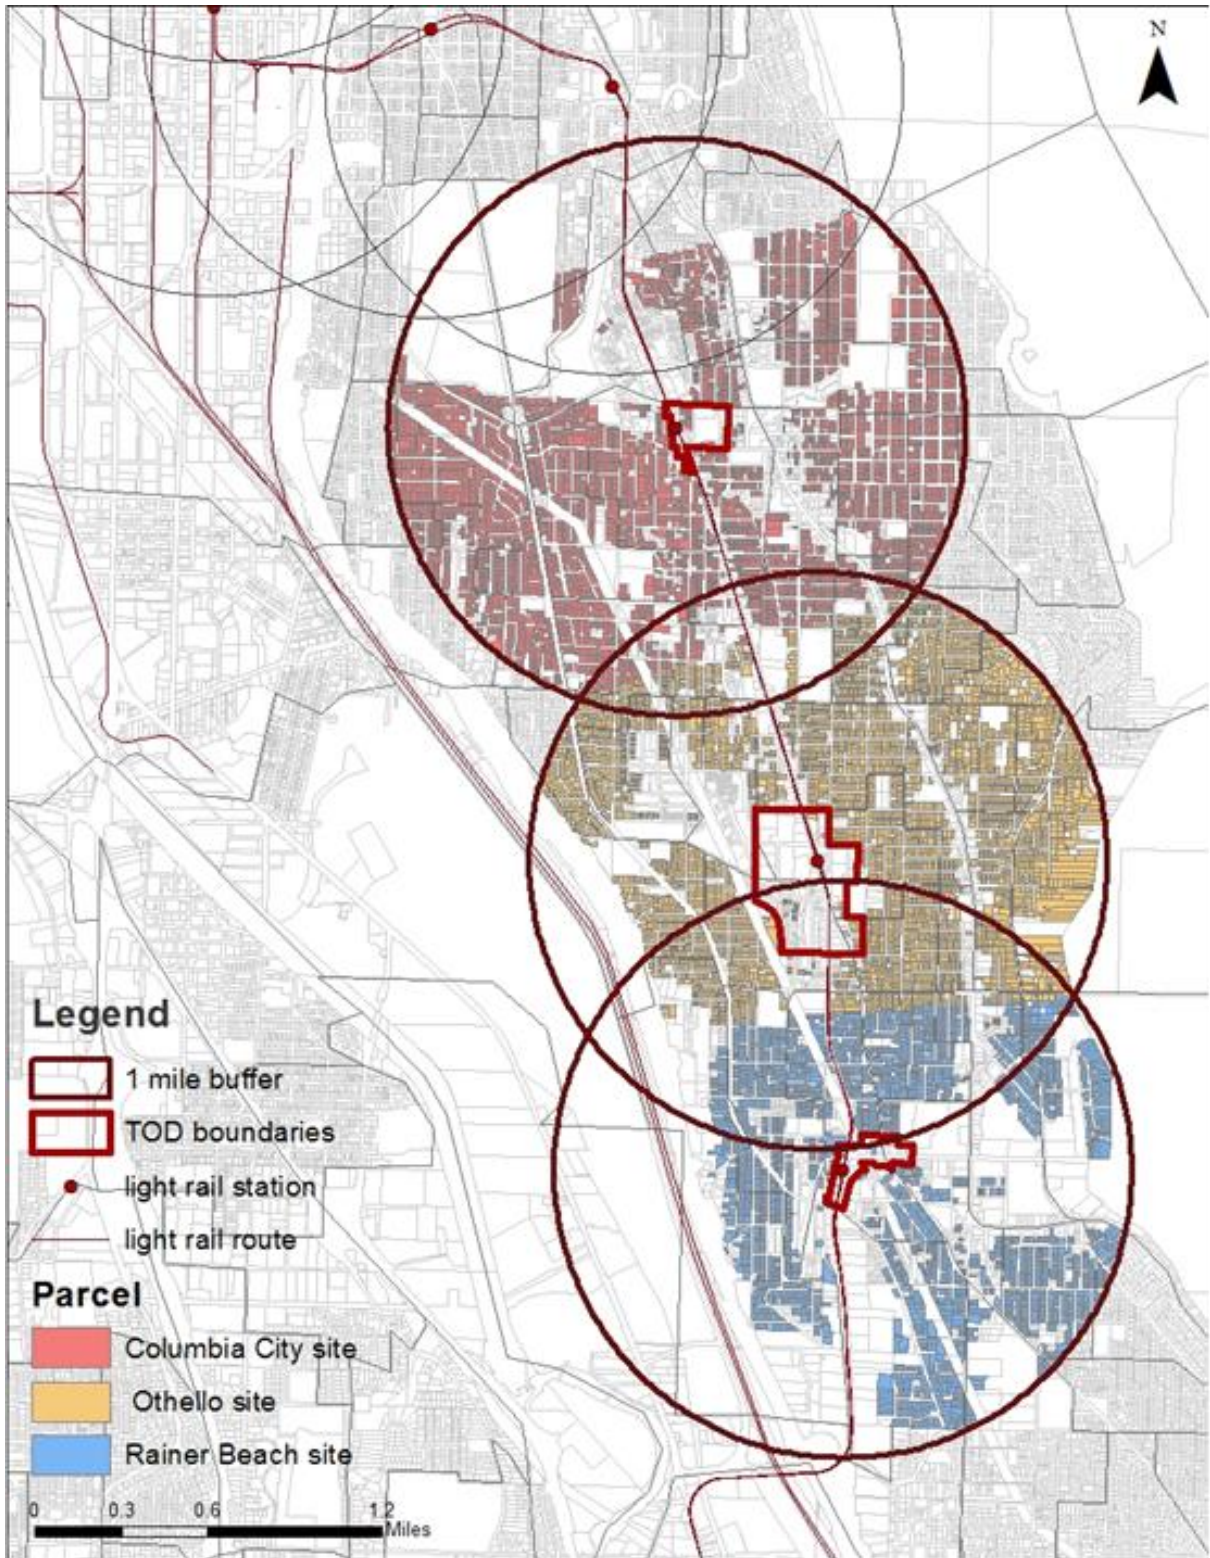 N
Legend
1 mile buffer
TOD boundaries
light rail station
light rail route
Parcel
Columbia City site
Othello site
Rainer Beach site
0 0.3 0.6 1.2
Miles